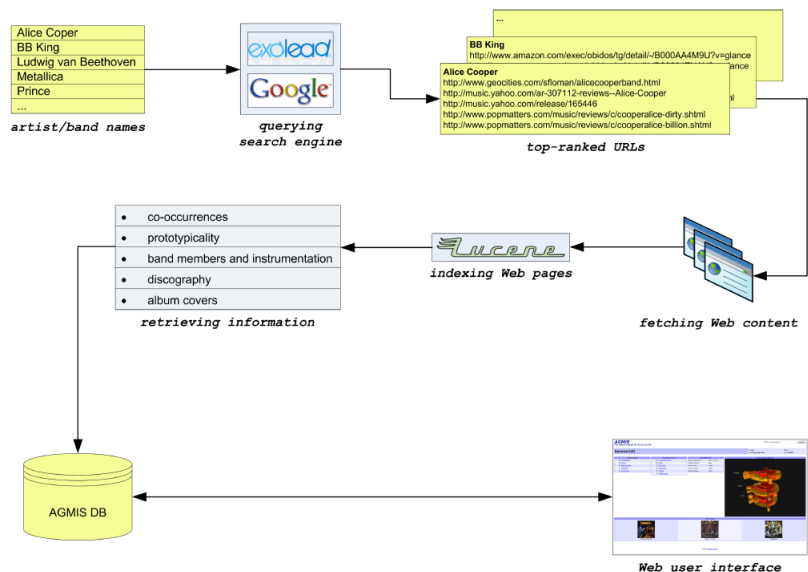 Alice Coper
BB King
Ludwig van Beethoven
Metallica
Prince
...
artist/band names
exalead
Google
querying
search engine
...
BB King
http://www.amazon.com/exec/obidos/tg/detail/-/B000AA4M9U?v=glance
Alice Cooper
http://www.geocities.com/sfloman/alicecooperband.html
http://music.yahoo.com/ar-307112-reviews--Alice-Cooper
http://music.yahoo.com/release/165446
http://www.popmatters.com/music/reviews/c/cooperalice-dirty.shtml
http://www.popmatters.com/music/reviews/c/cooperalice-billion.shtml
top-ranked URLs
• co-occurrences
• prototypicality
• band members and instrumentation
• discography
• album covers
retrieving information
Lucene
indexing Web pages
fetching Web content
AGMIS DB
AGMIS
Web user interface